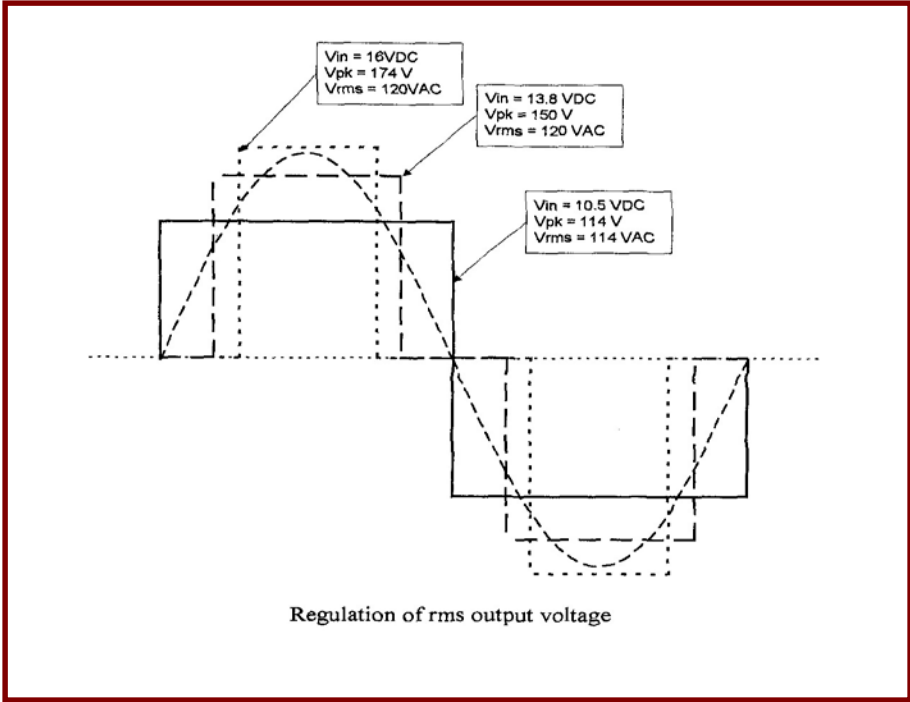 Vin = 16VDC
Vpk = 174 V
Vrms = 120VAC
Vin = 13.8 VDC
Vpk = 150 V
Vrms = 120 VAC
Vin = 10.5 VDC
Vpk = 114 V
Vrms = 114 VAC
Regulation of rms output voltage